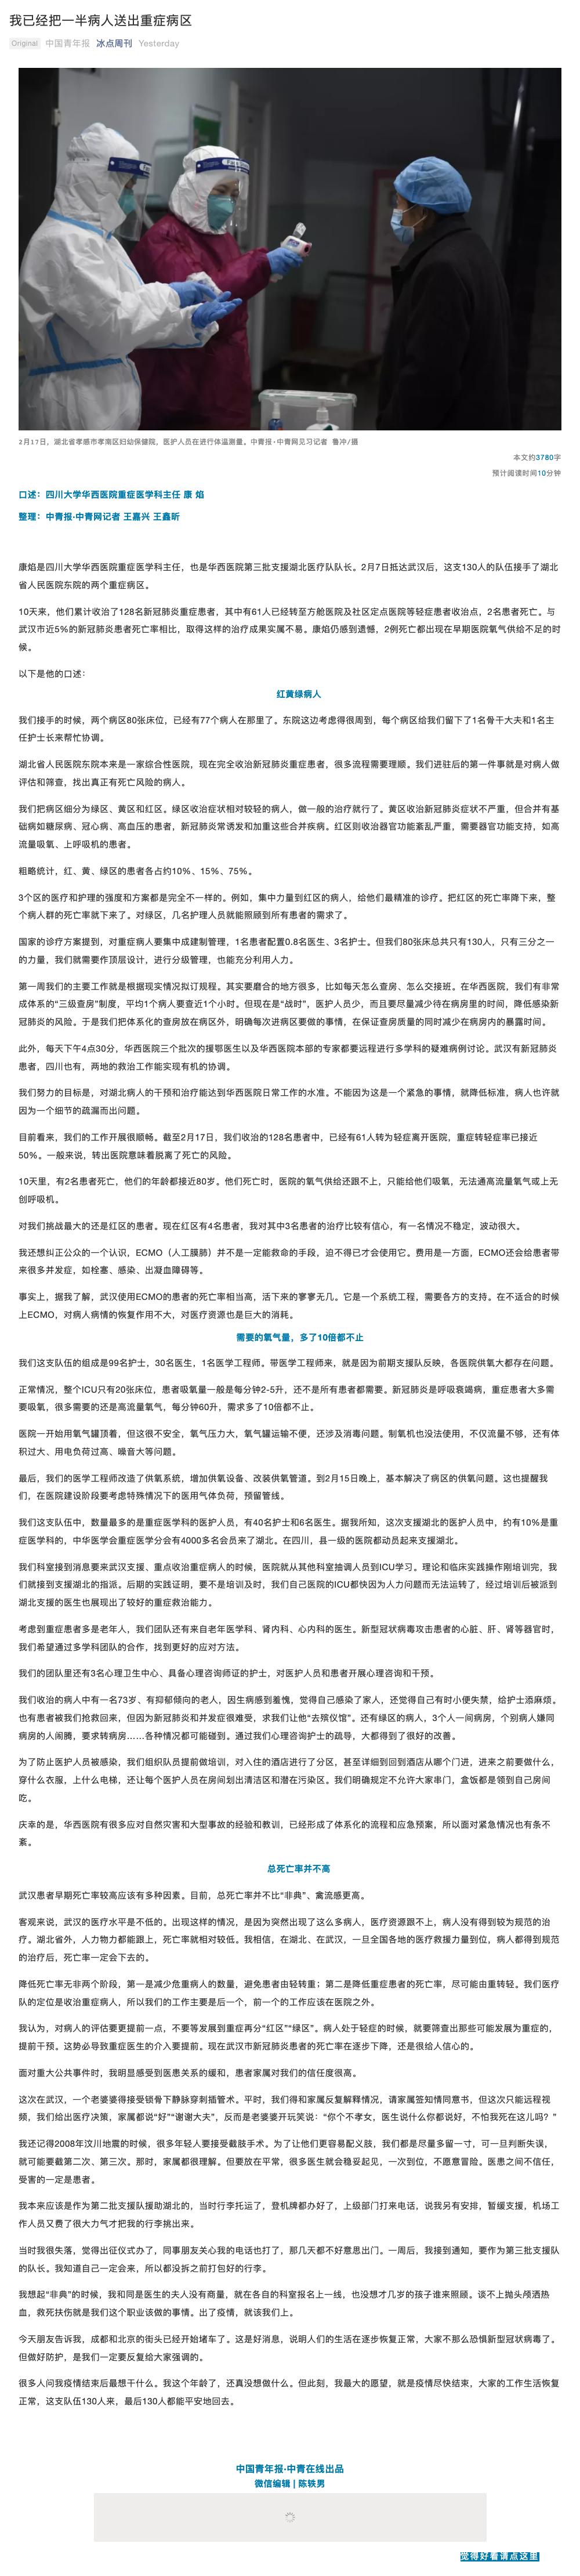 我已经把一半病人送出重症病区
Original 中国青年报 冰点周刊 Yesterday
2月17日，湖北省孝感市孝南区妇幼保健院，医护人员在进行体温测量。中青报·中青网见习记者 鲁冲/摄
本文约3780字
预计阅读时间10分钟
口述：四川大学华西医院重症医学科主任 康 焰
整理：中青报·中青网记者 王嘉兴 王鑫昕
康焰是四川大学华西医院重症医学科主任，也是华西医院第三批支援湖北医疗队队长。2月7日抵达武汉后，这支130人的队伍接手了湖北
省人民医院东院的两个重症病区。
10天来，他们累计收治了128名新冠肺炎重症患者，其中有61人已经转至方舱医院及社区定点医院等轻症患者收治点，2名患者死亡。与
武汉市近5％的新冠肺炎患者死亡率相比，取得这样的治疗成果实属不易。康焰仍感到遗憾，2例死亡都出现在早期医院氧气供给不足的时
候。
以下是他的口述：
红黄绿病人
我们接手的时候，两个病区80张床位，已经有77个病人在那里了。东院这边考虑得很周到，每个病区给我们留下了1名骨干大夫和1名主
任护士长来帮忙协调。
湖北省人民医院东院本来是一家综合性医院，现在完全收治新冠肺炎重症患者，很多流程需要理顺。我们进驻后的第一件事就是对病人做
评估和筛查，找出真正有死亡风险的病人。
我们把病区细分为绿区、黄区和红区。绿区收治症状相对较轻的病人，做一般的治疗就行了。黄区收治新冠肺炎症状不严重，但合并有基
础病如糖尿病、冠心病、高血压的患者，新冠肺炎常诱发和加重这些合并疾病。红区则收治器官功能紊乱严重，需要器官功能支持，如高
流量吸氧、上呼吸机的患者。
粗略统计，红、黄、绿区的患者各占约10%、15%、75%。
3个区的医疗和护理的强度和方案都是完全不一样的。例如，集中力量到红区的病人，给他们最精准的诊疗。把红区的死亡率降下来，整
个病人群的死亡率就下来了。对绿区，几名护理人员就能照顾到所有患者的需求了。
国家的诊疗方案提到，对重症病人要集中成建制管理，1名患者配置0.8名医生、3名护士。但我们80张床总共只有130人，只有三分之一
的力量，我们就需要作顶层设计，进行分级管理，也能充分利用人力。
第一周我们的主要工作就是根据现实情况拟订规程。其实要磨合的地方很多，比如每天怎么查房、怎么交接班。在华西医院，我们有非常
成体系的“三级查房”制度，平均1个病人要查近1个小时。但现在是“战时”，医护人员少，而且要尽量减少待在病房里的时间，降低感染新
冠肺炎的风险。于是我们把体系化的查房放在病区外，明确每次进病区要做的事情，在保证查房质量的同时减少在病房内的暴露时间。
此外，每天下午4点30分，华西医院三个批次的援鄂医生以及华西医院本部的专家都要远程进行多学科的疑难病例讨论。武汉有新冠肺炎
患者，四川也有，两地的救治工作能实现有机的协调。
我们努力的目标是，对湖北病人的干预和治疗能达到华西医院日常工作的水准。不能因为这是一个紧急的事情，就降低标准，病人也许就
因为一个细节的疏漏而出问题。
目前看来，我们的工作开展很顺畅。截至2月17日，我们收治的128名患者中，已经有61人转为轻症离开医院，重症转轻症率已接近
50%。一般来说，转出医院意味着脱离了死亡的风险。
10天里，有2名患者死亡，他们的年龄都接近80岁。他们死亡时，医院的氧气供给还跟不上，只能给他们吸氧，无法通高流量氧气或上无
创呼吸机。
对我们挑战最大的还是红区的患者。现在红区有4名患者，我对其中3名患者的治疗比较有信心，有一名情况不稳定，波动很大。
我还想纠正公众的一个认识，ECMO（人工膜肺）并不是一定能救命的手段，迫不得已才会使用它。费用是一方面，ECMO还会给患者带
来很多并发症，如栓塞、感染、出凝血障碍等。
事实上，据我了解，武汉使用ECMO的患者的死亡率相当高，活下来的寥寥无几。它是一个系统工程，需要各方的支持。在不适合的时候
上ECMO，对病人病情的恢复作用不大，对医疗资源也是巨大的消耗。
需要的氧气量，多了10倍都不止
我们这支队伍的组成是99名护士，30名医生，1名医学工程师。带医学工程师来，就是因为前期支援队反映，各医院供氧大都存在问题。
正常情况，整个ICU只有20张床位，患者吸氧量一般是每分钟2-5升，还不是所有患者都需要。新冠肺炎是呼吸衰竭病，重症患者大多需
要吸氧，很多需要的还是高流量氧气，每分钟60升，需求多了10倍都不止。
医院一开始用氧气罐顶着，但这很不安全，氧气压力大，氧气罐运输不便，还涉及消毒问题。制氧机也没法使用，不仅流量不够，还有体
积过大、用电负荷过高、噪音大等问题。
最后，我们的医学工程师改造了供氧系统，增加供氧设备、改装供氧管道。到2月15日晚上，基本解决了病区的供氧问题。这也提醒我
们，在医院建设阶段要考虑特殊情况下的医用气体负荷，预留管线。
我们这支队伍中，数量最多的是重症医学科的医护人员，有40名护士和6名医生。据我所知，这次支援湖北的医护人员中，约有10%是重
症医学科的，中华医学会重症医学分会有4000多名会员来了湖北。在四川，县一级的医院都动员起来支援湖北。
我们科室接到消息要来武汉支援、重点收治重症病人的时候，医院就从其他科室抽调人员到ICU学习。理论和临床实践操作刚培训完，我
们就接到支援湖北的指派。后期的实践证明，要不是培训及时，我们自己医院的ICU都快因为人力问题而无法运转了，经过培训后被派到
湖北支援的医生也展现出了较好的重症救治能力。
考虑到重症患者多是老年人，我们团队还有来自老年医学科、肾内科、心内科的医生。新型冠状病毒攻击患者的心脏、肝、肾等器官时，
我们希望通过多学科团队的合作，找到更好的应对方法。
我们的团队里还有3名心理卫生中心、具备心理咨询师证的护士，对医护人员和患者开展心理咨询和干预。
我们收治的病人中有一名73岁、有抑郁倾向的老人，因生病感到羞愧，觉得自己感染了家人，还觉得自己有时小便失禁，给护士添麻烦。
也有患者被我们抢救回来，但因为新冠肺炎和并发症很难受，求我们让他“去殡仪馆”。还有绿区的病人，3个人一间病房，个别病人嫌同
病房的人闹腾，要求转病房……各种情况都可能碰到。通过我们心理咨询护士的疏导，大都得到了很好的改善。
为了防止医护人员被感染，我们组织队员提前做培训，对入住的酒店进行了分区，甚至详细到回到酒店从哪个门进，进来之前要做什么，
穿什么衣服，上什么电梯，还让每个医护人员在房间划出清洁区和潜在污染区。我们明确规定不允许大家串门，盒饭都是领到自己房间
吃。
庆幸的是，华西医院有很多应对自然灾害和大型事故的经验和教训，已经形成了体系化的流程和应急预案，所以面对紧急情况也有条不
紊。
总死亡率并不高
武汉患者早期死亡率较高应该有多种因素。目前，总死亡率并不比“非典”、禽流感更高。
客观来说，武汉的医疗水平是不低的。出现这样的情况，是因为突然出现了这么多病人，医疗资源跟不上，病人没有得到较为规范的治
疗。湖北省外，人力物力都能跟上，死亡率就相对较低。我相信，在湖北、在武汉，一旦全国各地的医疗救援力量到位，病人都得到规范
的治疗后，死亡率一定会下去的。
降低死亡率无非两个阶段，第一是减少危重病人的数量，避免患者由轻转重；第二是降低重症患者的死亡率，尽可能由重转轻。我们医疗
队的定位是收治重症病人，所以我们的工作主要是后一个，前一个的工作应该在医院之外。
我认为，对病人的评估要更提前一点，不要等发展到重症再分“红区”“绿区”。病人处于轻症的时候，就要筛查出那些可能发展为重症的，
提前干预。这势必导致重症医生的介入要提前。现在武汉市新冠肺炎患者的死亡率在逐步下降，还是很给人信心的。
面对重大公共事件时，我明显感受到医患关系的缓和，患者家属对我们的信任度很高。
这次在武汉，一个老婆婆得接受锁骨下静脉穿刺插管术。平时，我们得和家属反复解释情况，请家属签知情同意书，但这次只能远程视
频，我们给出医疗决策，家属都说“好”“谢谢大夫”，反而是老婆婆开玩笑说：“你个不孝女，医生说什么你都说好，不怕我死在这儿吗？”
我还记得2008年汶川地震的时候，很多年轻人要接受截肢手术。为了让他们更容易配义肢，我们都是尽量多留一寸，可一旦判断失误，
就可能要截第二次、第三次。那时，家属都很理解。但要放在平常，很多医生就会稳妥起见，一次到位，不愿意冒险。医患之间不信任，
受害的一定是患者。
我本来应该是作为第二批支援队援助湖北的，当时行李托运了，登机牌都办好了，上级部门打来电话，说我另有安排，暂缓支援，机场工
作人员又费了很大力气才把我的行李挑出来。
当时我很失落，觉得出征仪式办了，同事朋友关心我的电话也打了，那几天都不好意思出门。一周后，我接到通知，要作为第三批支援队
的队长。我知道自己一定会来，所以都没拆之前打包好的行李。
我想起“非典”的时候，我和同是医生的夫人没有商量，就在各自的科室报名上一线，也没想才几岁的孩子谁来照顾。谈不上抛头颅洒热
血，救死扶伤就是我们这个职业该做的事情。出了疫情，就该我们上。
今天朋友告诉我，成都和北京的街头已经开始堵车了。这是好消息，说明人们的生活在逐步恢复正常，大家不那么恐惧新型冠状病毒了。
但做好防护，是我们一定要反复给大家强调的。
很多人问我疫情结束后最想干什么。我这个年龄了，还真没想做什么。但此刻，我最大的愿望，就是疫情尽快结束，大家的工作生活恢复
正常，这支队伍130人来，最后130人都能平安地回去。
中国青年报·中青在线出品
微信编辑 | 陈轶男
觉得好看请点这里